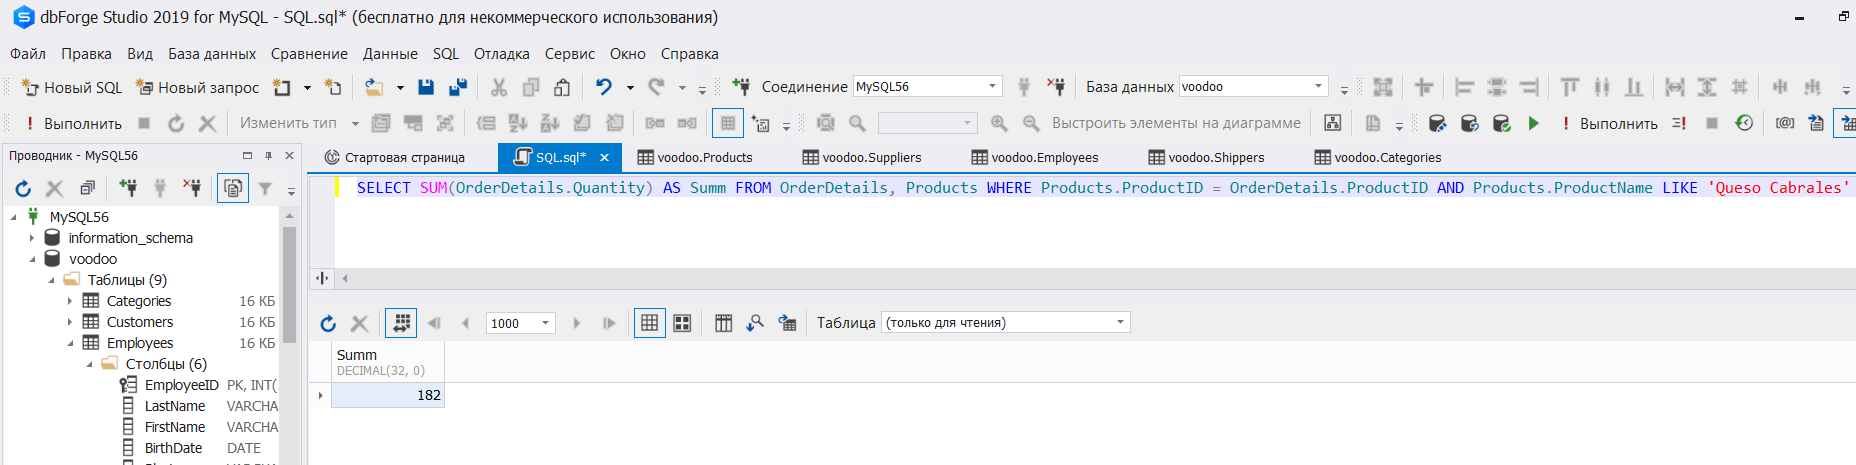 dbForge Studio 2019 for MySQL - SQL.sql* (бесплатно для некоммерческого использования)
Файл Правка Вид База данных Сравнение Данные SQL Отладка Сервис Окно Справка
Новый SQL Новый запрос Соединение MySQL56 База данных voodoo
! Выполнить Изменить тип Выстроить элементы на диаграмме ! Выполнить
Проводник - MySQL56
Стартовая страница SQL.sql* voodoo.Products voodoo.Suppliers voodoo.Employees voodoo.Shippers voodoo.Categories
SELECT SUM(OrderDetails.Quantity) AS Summ FROM OrderDetails, Products WHERE Products.ProductID = OrderDetails.ProductID AND Products.ProductName LIKE 'Queso Cabrales'
MySQL56
information_schema
voodoo
Таблицы (9)
Categories 16 КБ
Customers 16 КБ
Employees 16 КБ
Столбцы (6)
EmployeeID PK, INT(
LastName VARCHA
FirstName VARCHA
BirthDate DATE
1000 Таблица (только для чтения)
Summ
DECIMAL(32, 0)
182